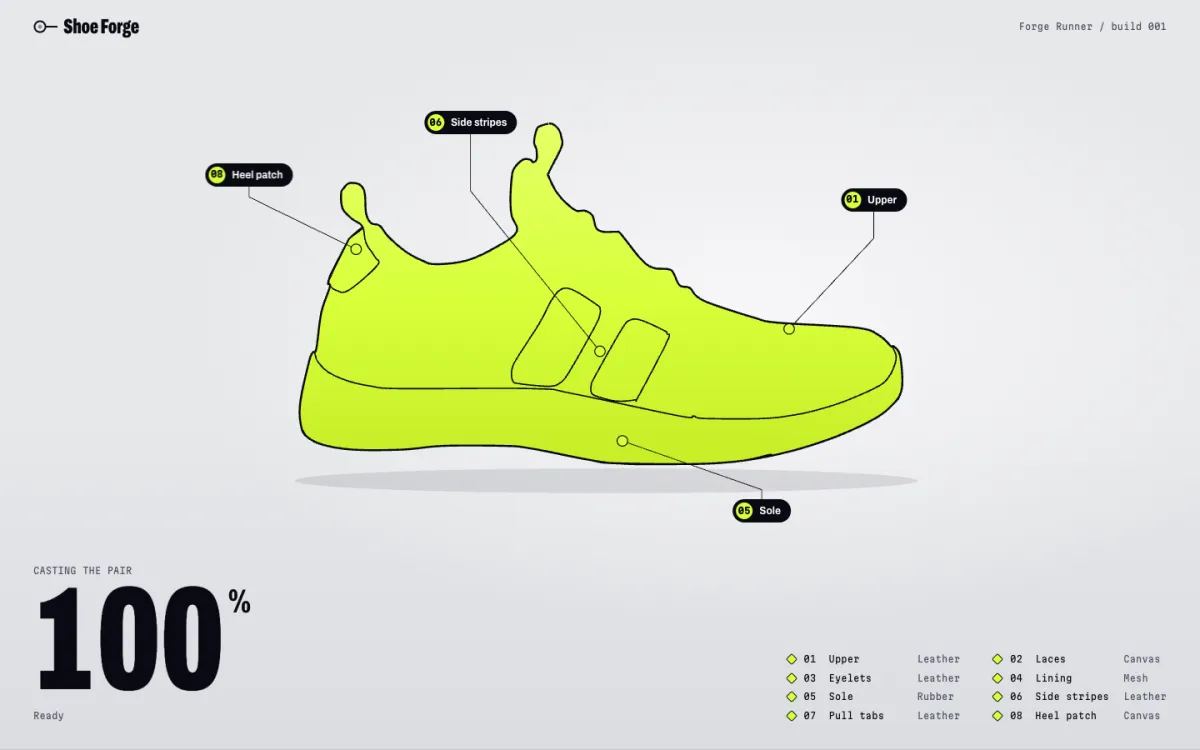 Shoe Forge
Forge Runner / build 001
06 Side stripes
08 Heel patch
01 Upper
05 Sole
CASTING THE PAIR
100%
Ready
01 Upper Leather 02 Laces Canvas
03 Eyelets Leather 04 Lining Mesh
05 Sole Rubber 06 Side stripes Leather
07 Pull tabs Leather 08 Heel patch Canvas